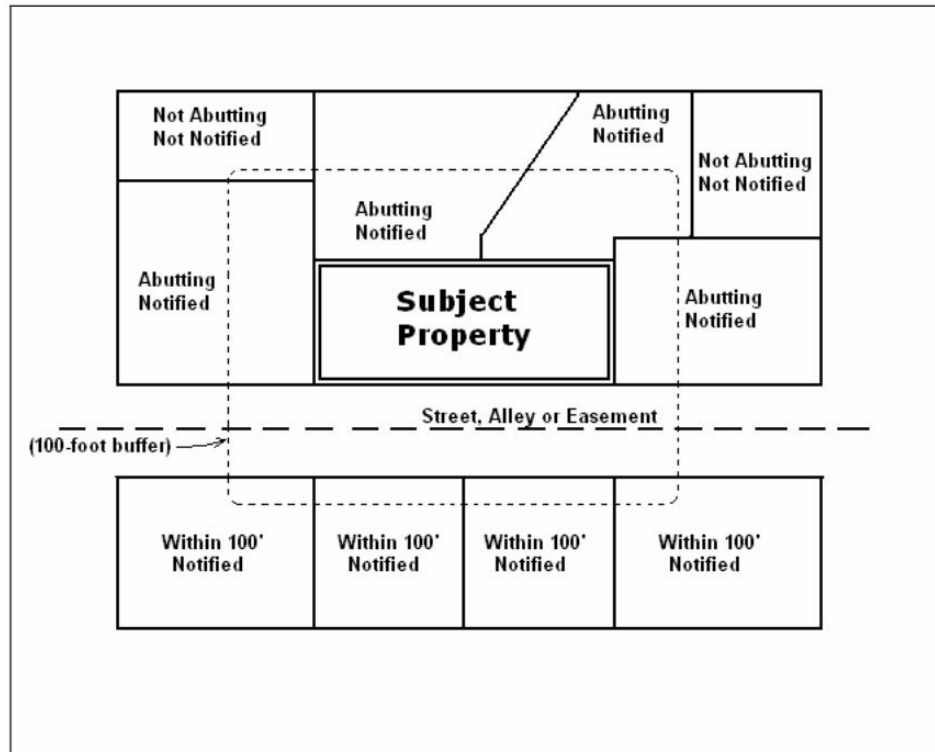 Not Abutting
Not Notified
Abutting
Notified
Not Abutting
Not Notified
Abutting
Notified
Abutting
Notified
Subject
Property
Abutting
Notified
Street, Alley or Easement
(100-foot buffer)
Within 100'
Notified
Within 100'
Notified
Within 100'
Notified
Within 100'
Notified